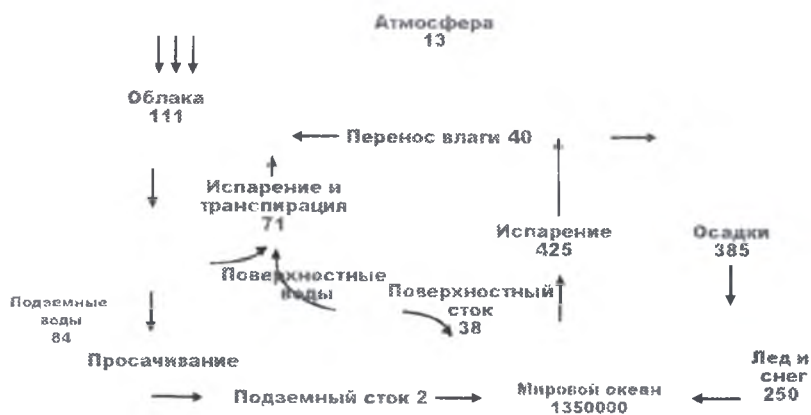 Атмосфера
13
Облака
111
Перенос влаги 40
Испарение и
транспирация
71
Испарение
425
Осадки
385
Поверхностные
воды
Поверхностный
сток
38
Подземные
воды
84
Просачивание
Лед и
снег
250
Подземный сток 2
Мировой океан
1350000